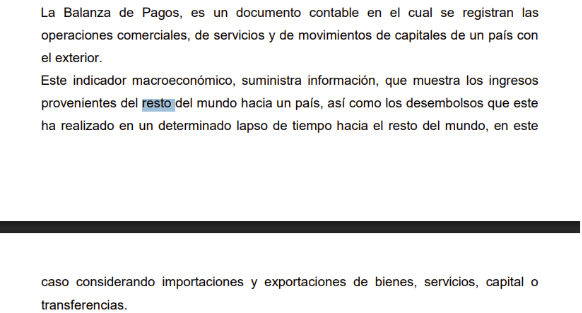 La Balanza de Pagos, es un documento contable en el cual se registran las
operaciones comerciales, de servicios y de movimientos de capitales de un país con
el exterior.
Este indicador macroeconómico, suministra información, que muestra los ingresos
provenientes del resto del mundo hacia un país, así como los desembolsos que este
ha realizado en un determinado lapso de tiempo hacia el resto del mundo, en este
caso considerando importaciones y exportaciones de bienes, servicios, capital o
transferencias.